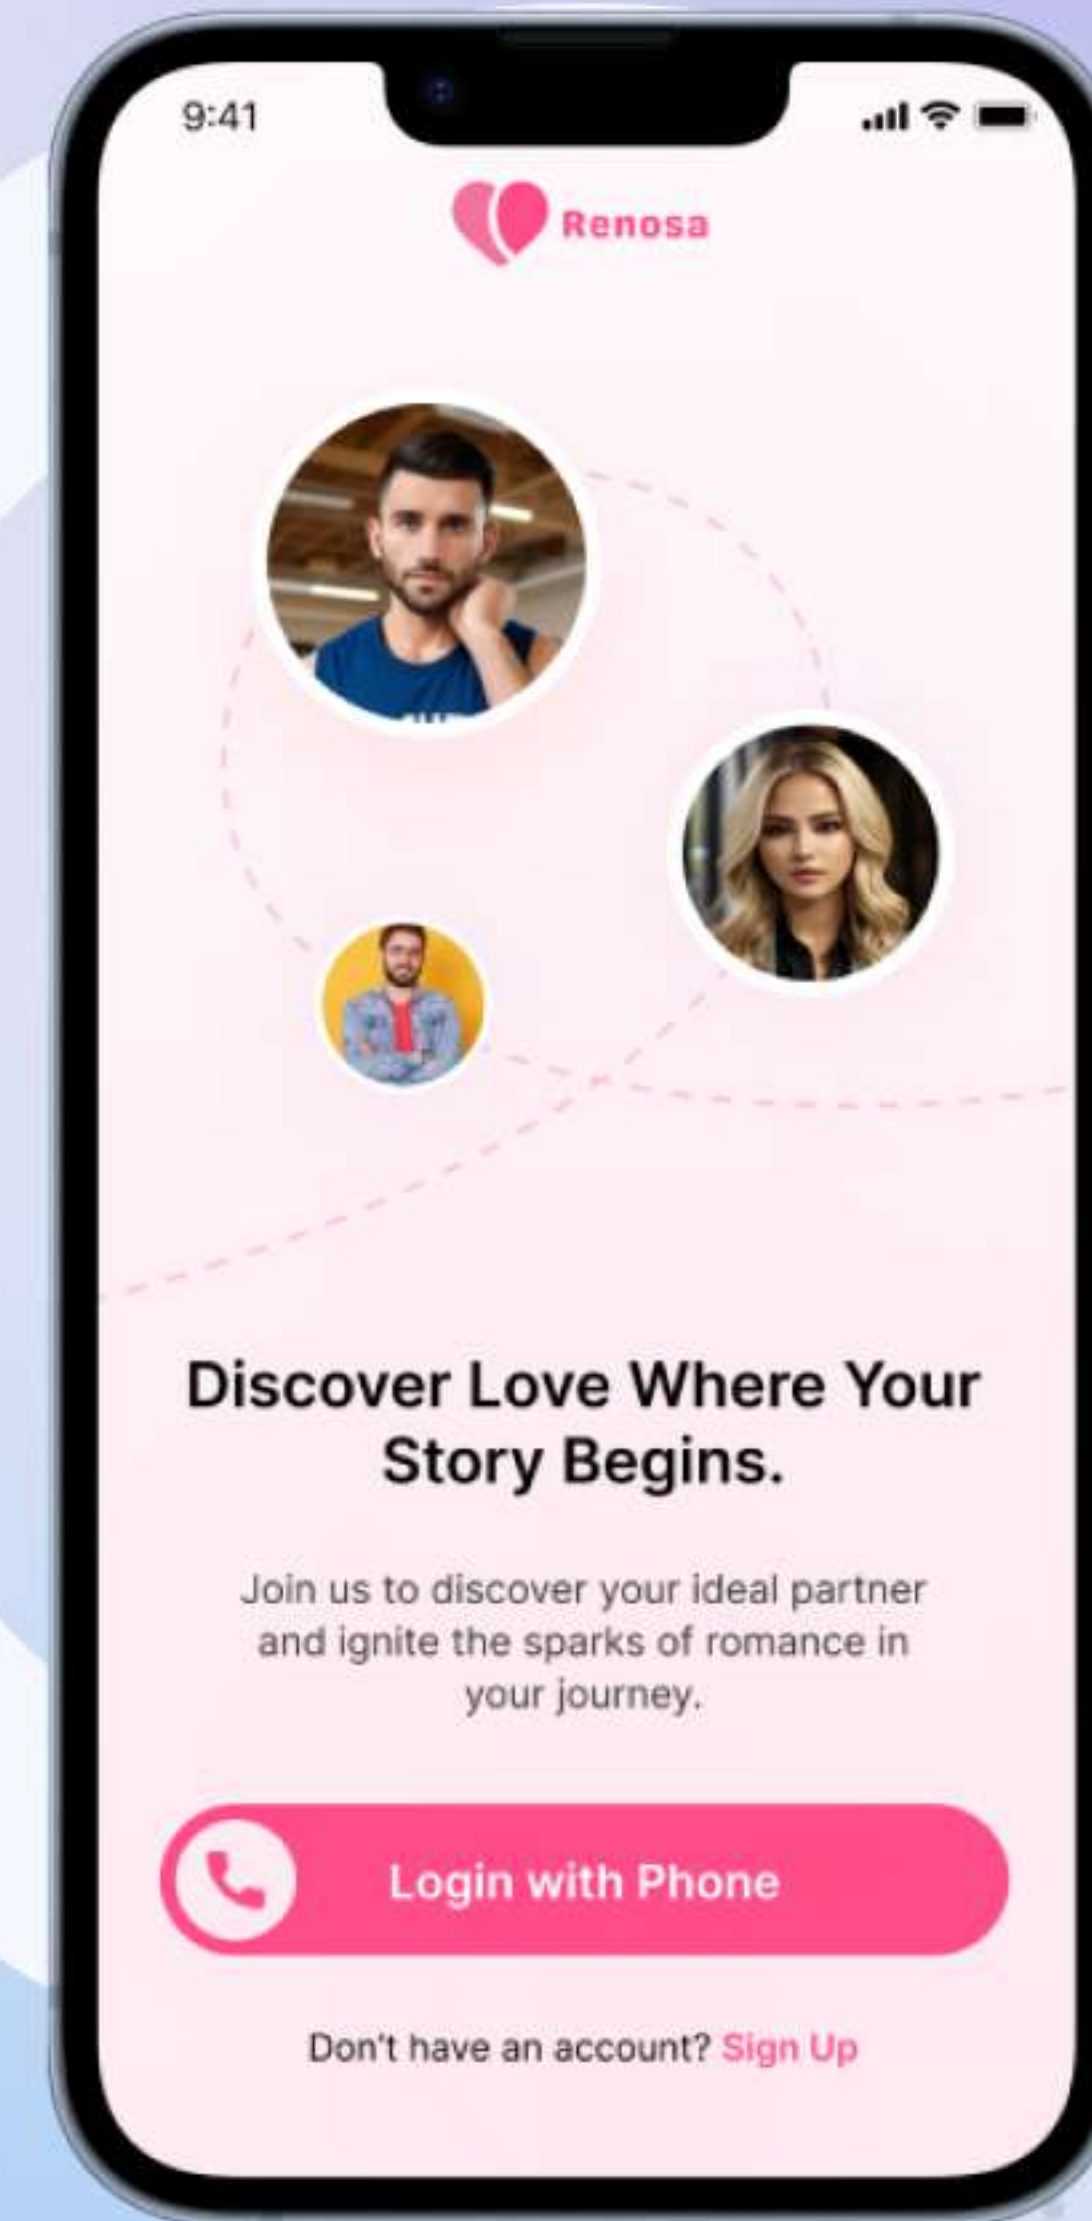 9:41
Renosa
Discover Love Where Your
Story Begins.
Join us to discover your ideal partner
and ignite the sparks of romance in
your journey.
Login with Phone
Don't have an account? Sign Up